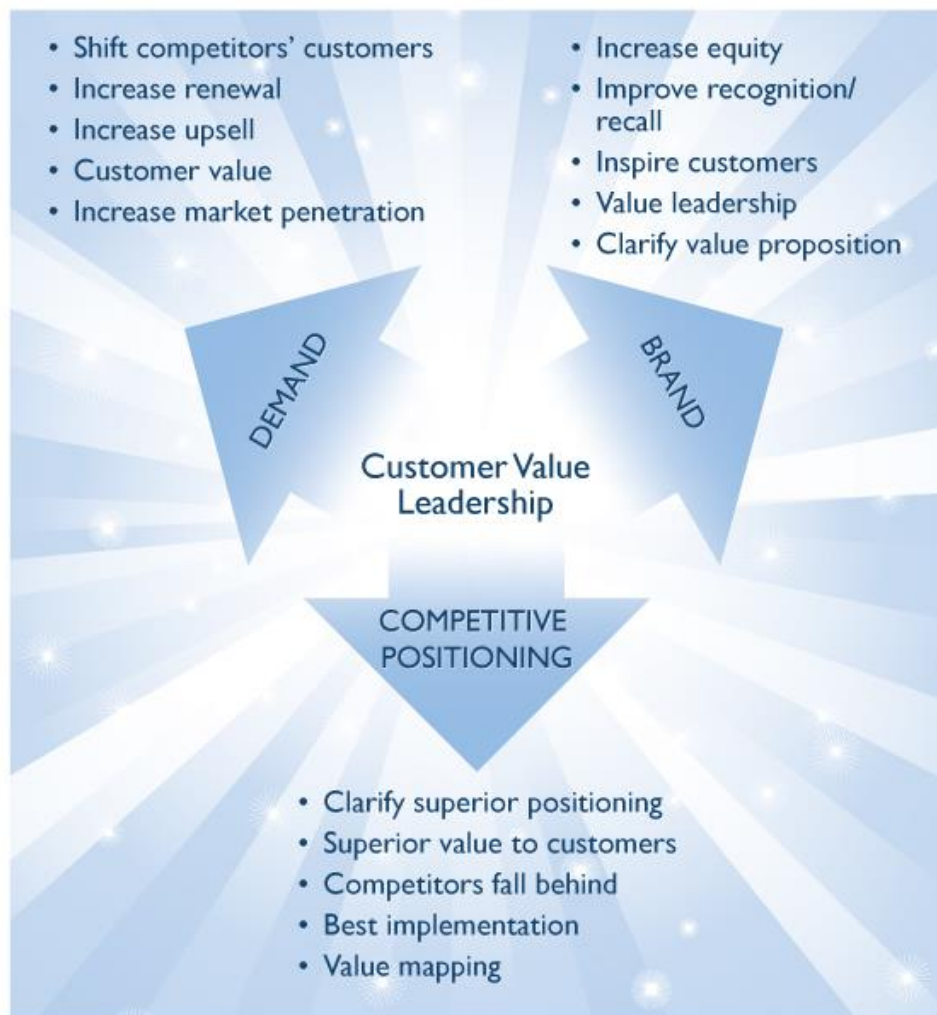 • Shift competitors’ customers
• Increase renewal
• Increase upsell
• Customer value
• Increase market penetration
• Increase equity
• Improve recognition/
recall
• Inspire customers
• Value leadership
• Clarify value proposition
DEMAND
BRAND
Customer Value
Leadership
COMPETITIVE
POSITIONING
• Clarify superior positioning
• Superior value to customers
• Competitors fall behind
• Best implementation
• Value mapping